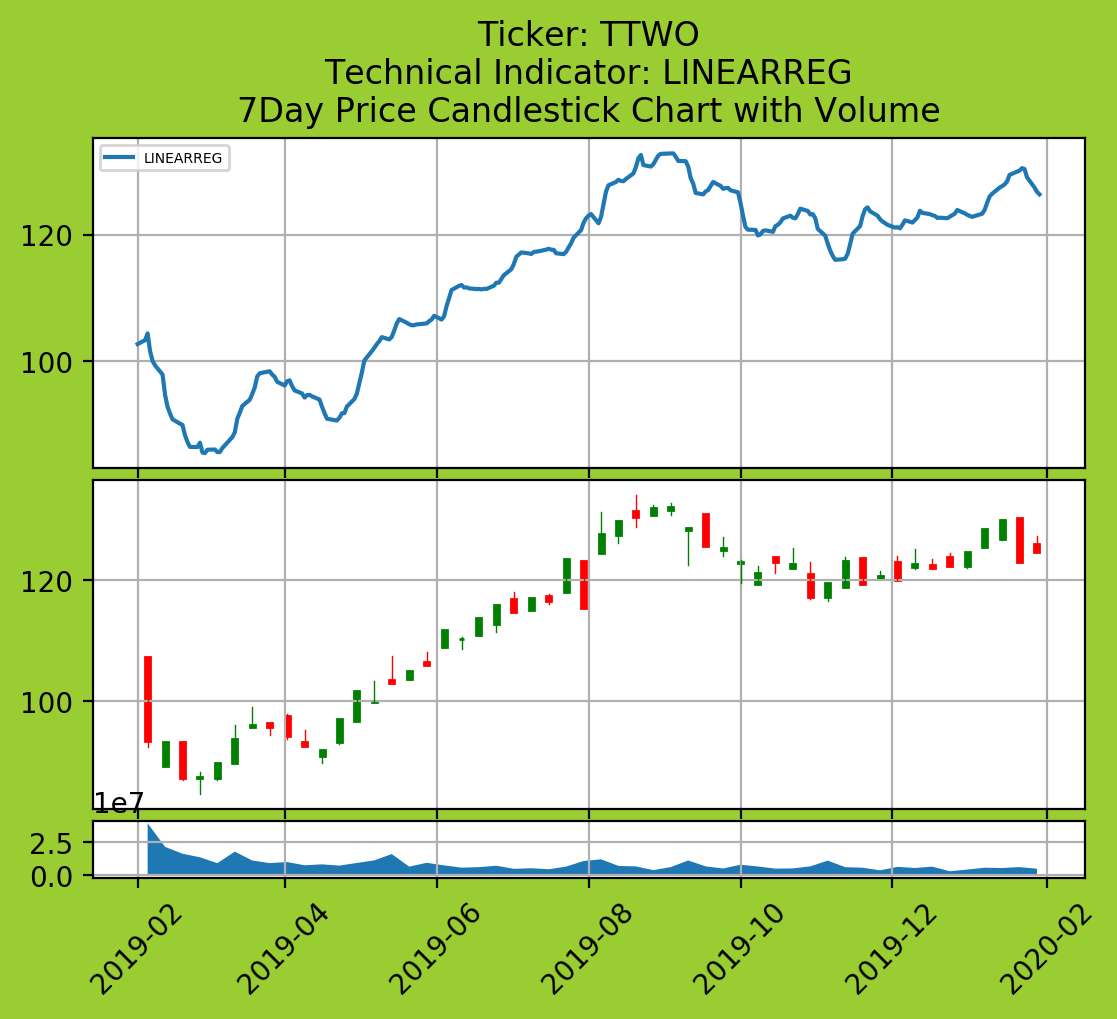 Ticker: TTWO
Technical Indicator: LINEARREG
7Day Price Candlestick Chart with Volume
LINEARREG
120
100
120
100
1e7
2.5
0.0
2019-02
2019-04
2019-06
2019-08
2019-10
2019-12
2020-02